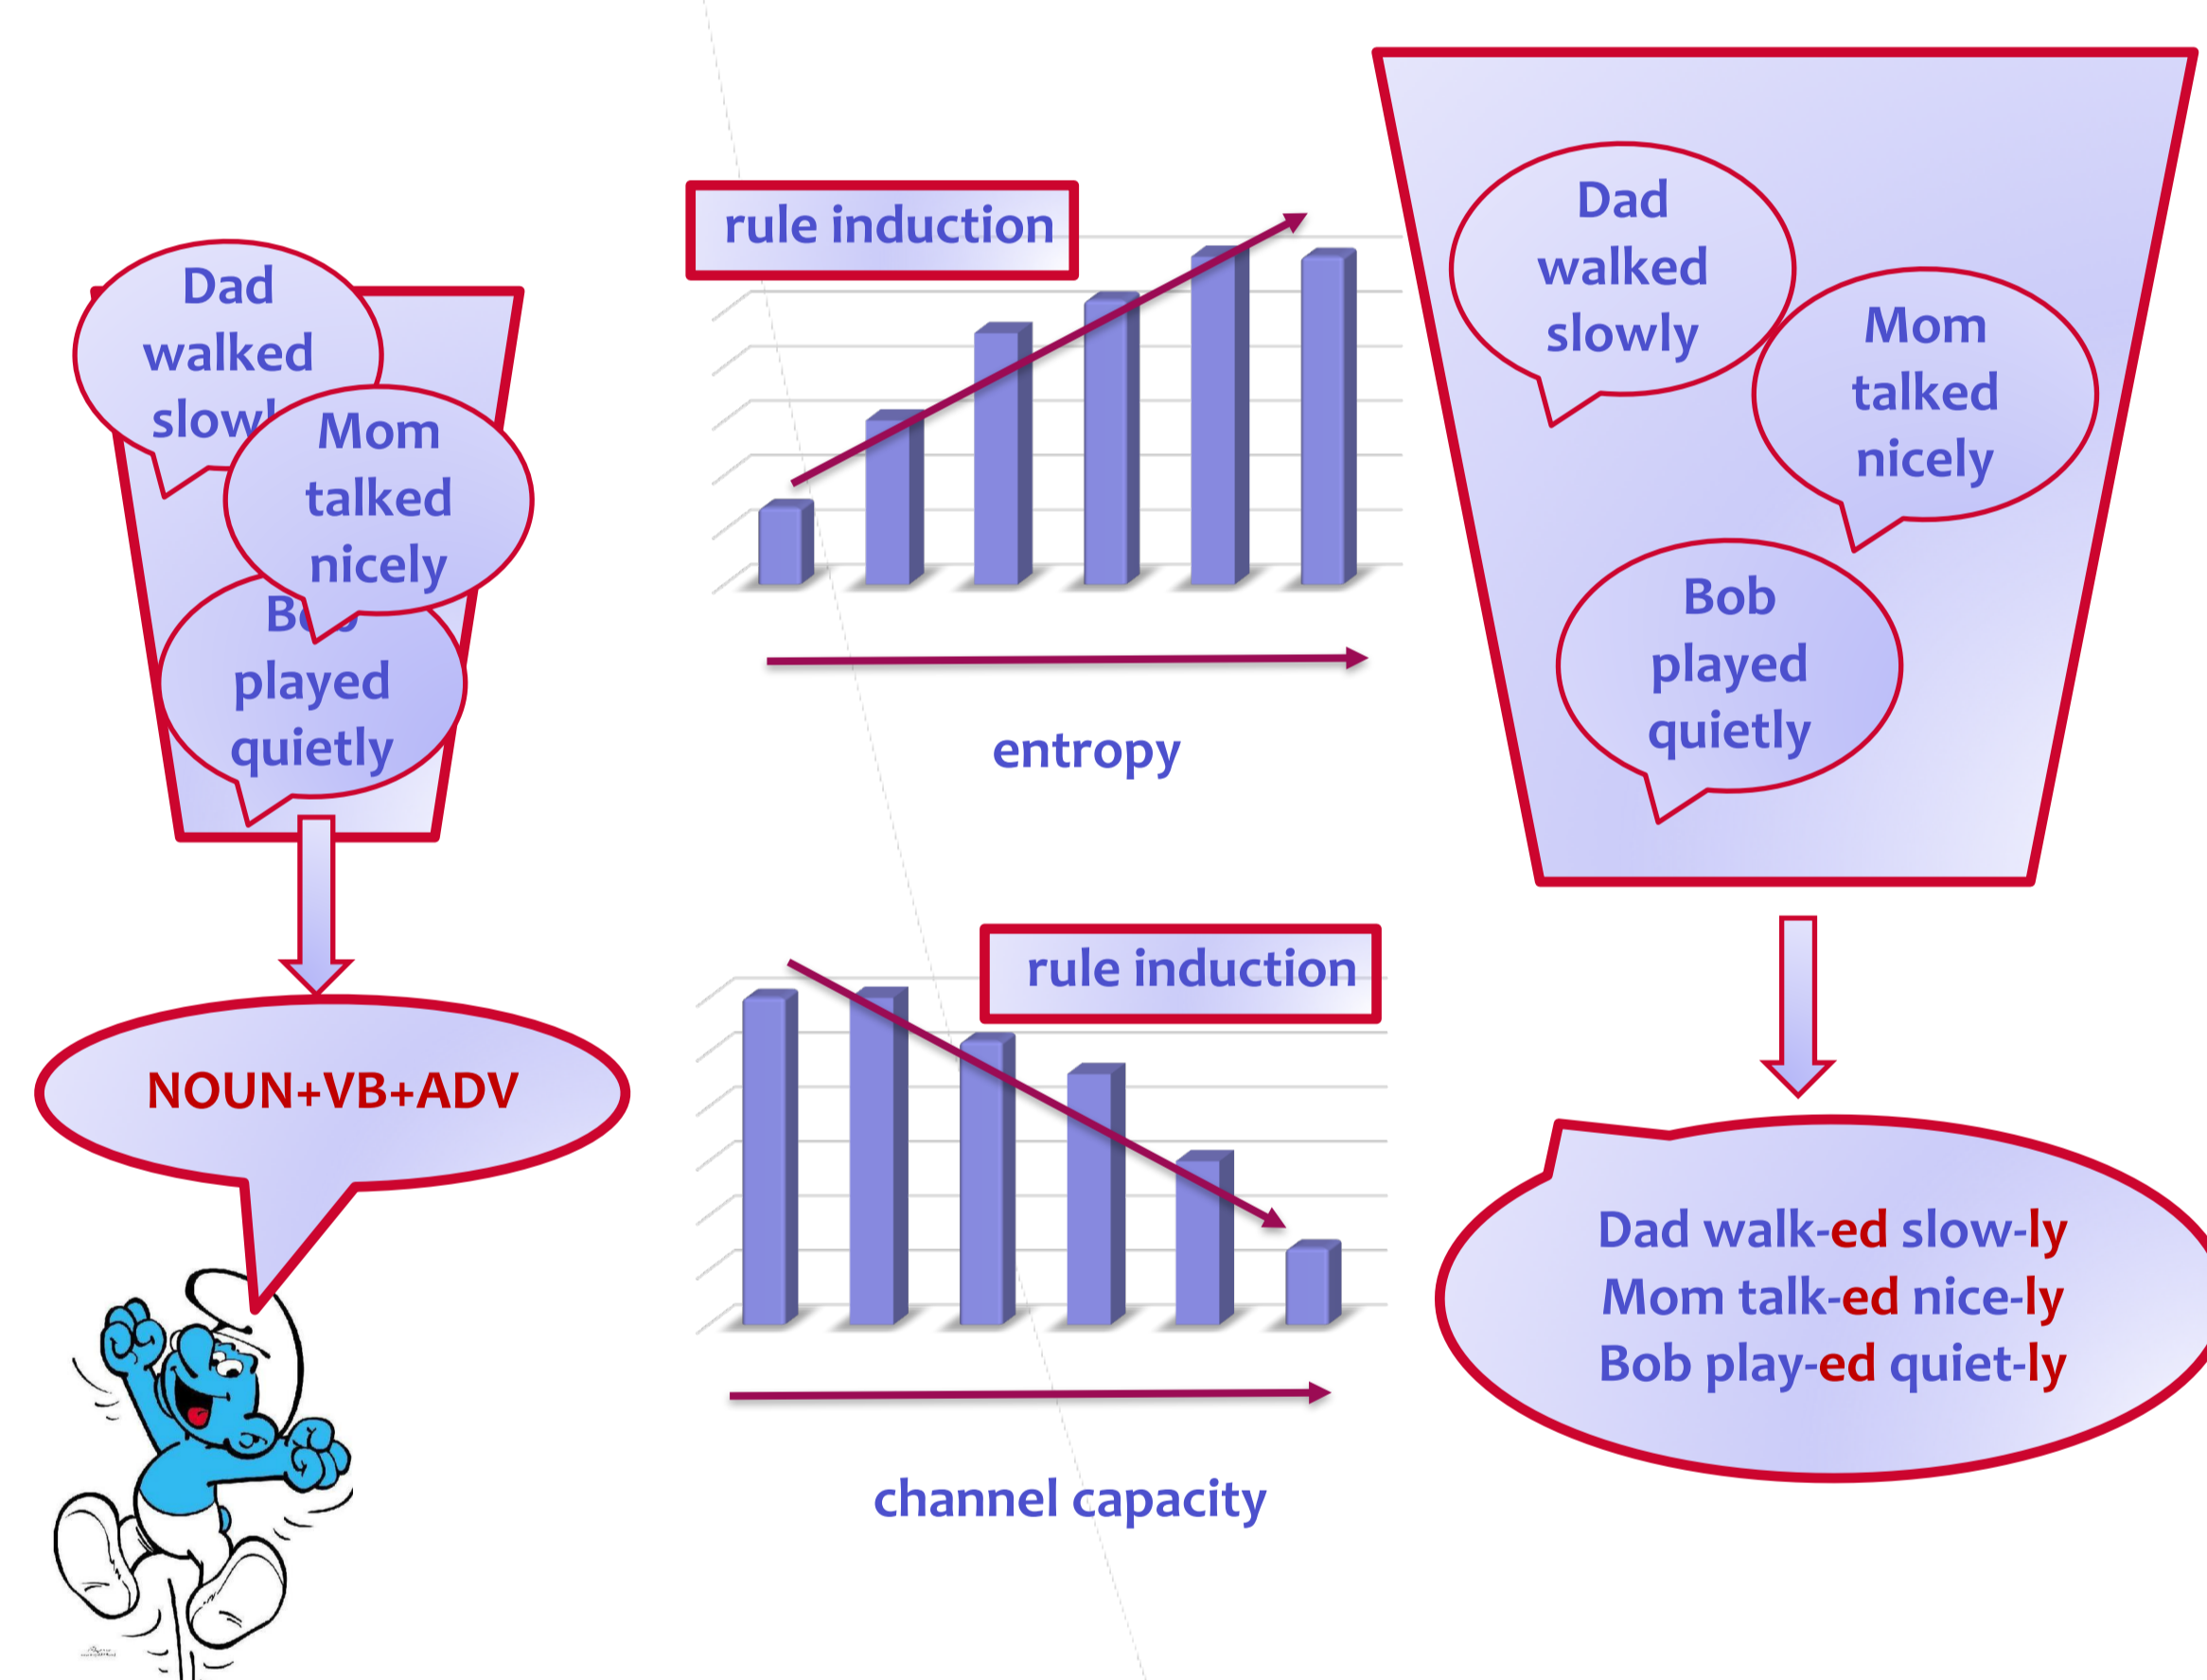 Dad
walked
Mom
talked
nicely
played
quietly
NOUN+VB+ADV
rule induction
entropy
rule induction
channel capacity
Dad
walked
slowly
Mom
talked
nicely
Bob
played
quietly
Dad walk-ed slow-ly
Mom talk-ed nice-ly
Bob play-ed quiet-ly